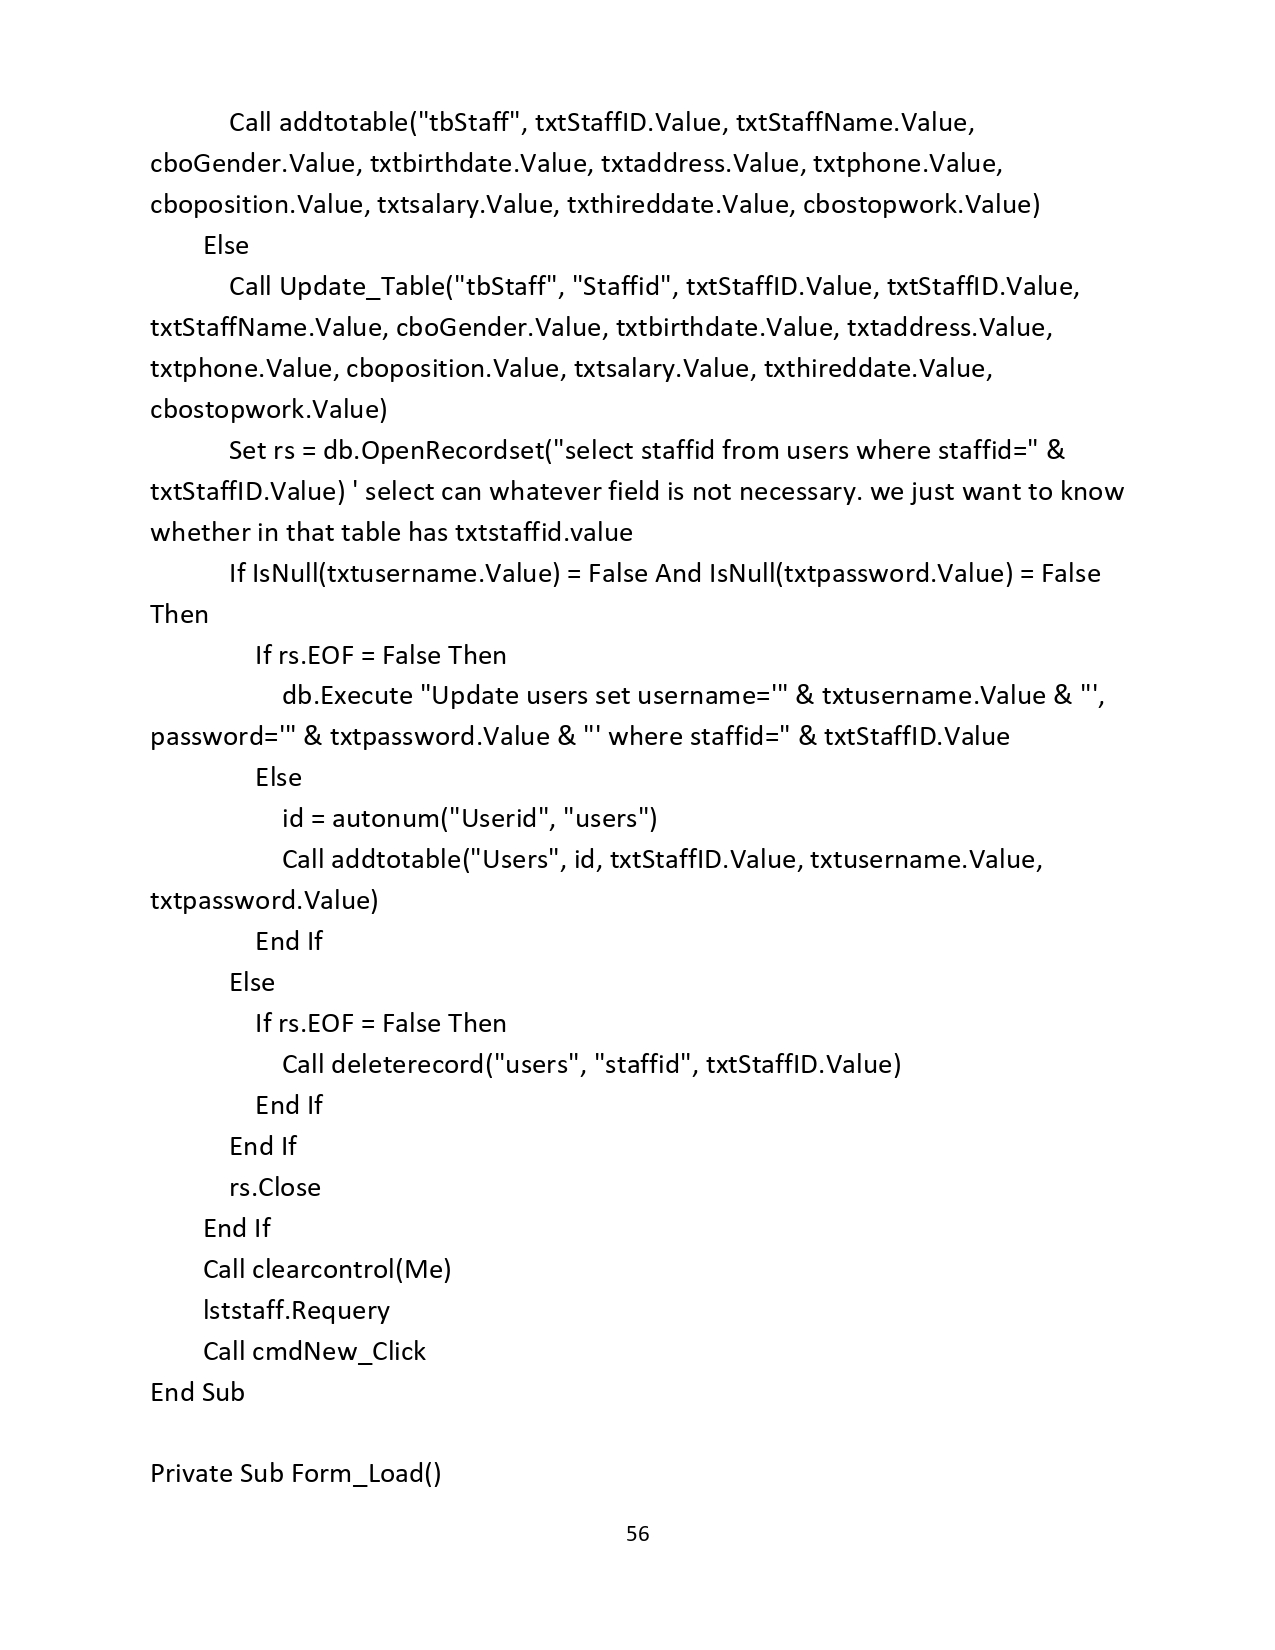 Call addtotable("tbStaff", txtStaffID.Value, txtStaffName.Value,
cboGender.Value, txtbirthdate.Value, txtaddress.Value, txtphone.Value,
cboposition.Value, txtsalary.Value, txthireddate.Value, cbostopwork.Value)
Else
Call Update_Table("tbStaff", "Staffid", txtStaffID.Value, txtStaffID.Value,
txtStaffName.Value, cboGender.Value, txtbirthdate.Value, txtaddress.Value,
txtphone.Value, cboposition.Value, txtsalary.Value, txthireddate.Value,
cbostopwork.Value)
Set rs = db.OpenRecordset("select staffid from users where staffid=" &
txtStaffID.Value) ' select can whatever field is not necessary. we just want to know
whether in that table has txtstaffid.value
If IsNull(txtusername.Value) = False And IsNull(txtpassword.Value) = False
Then
If rs.EOF = False Then
db.Execute "Update users set username='" & txtusername.Value & "',
password='" & txtpassword.Value & "' where staffid=" & txtStaffID.Value
Else
id = autonum("Userid", "users")
Call addtotable("Users", id, txtStaffID.Value, txtusername.Value,
txtpassword.Value)
End If
Else
If rs.EOF = False Then
Call deleterecord("users", "staffid", txtStaffID.Value)
End If
End If
rs.Close
End If
Call clearcontrol(Me)
lststaff.Requery
Call cmdNew_Click
End Sub
Private Sub Form_Load()
56